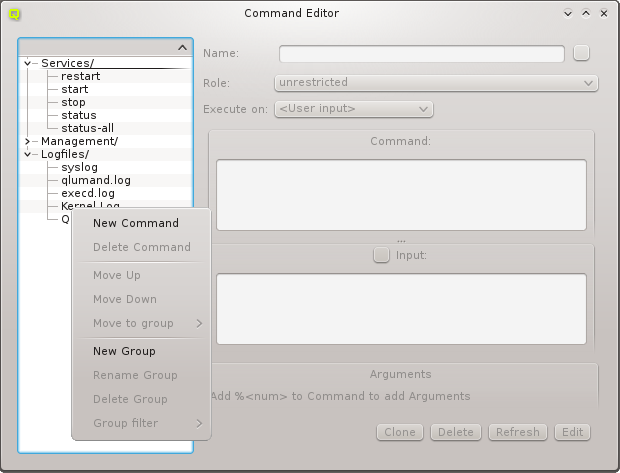 Command Editor
Name:
Services/
restart
Role:
unrestricted
start
stop
Execute on:
<User input>
status
status-all
Management/
Command:
Logfiles/
syslog
qlumand.log
execd.log
Kernel Log
Q
New Command
Delete Command
...
Input:
Move Up
Move Down
Move to group
New Group
Rename Group
Arguments
Delete Group
Add %<num> to Command to add Arguments
Group filter
Clone
Delete
Refresh
Edit